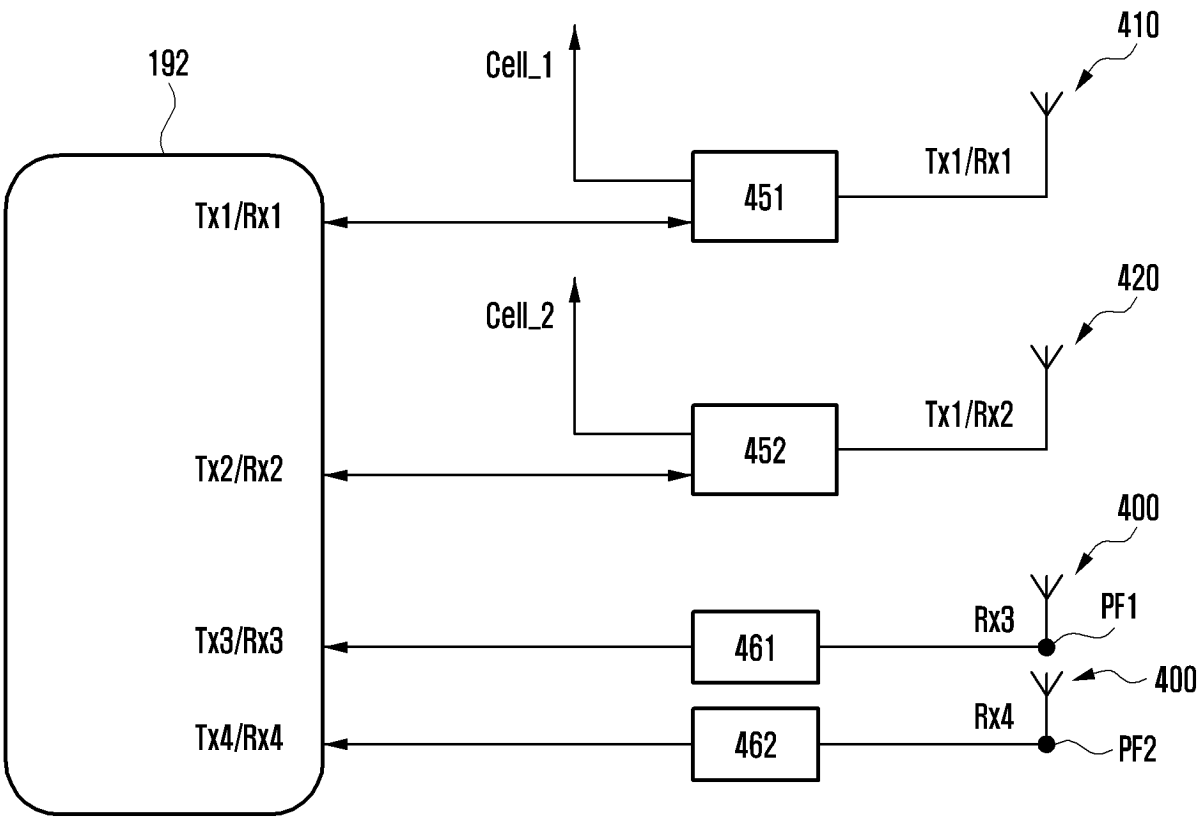 410
192
Cell_1
Tx1/Rx1
451
Tx1/Rx1
420
Cell_2
Tx1/Rx2
452
Tx2/Rx2
400
Rx3
PF1
Tx3/Rx3
461
400
Rx4
Tx4/Rx4
462
PF2